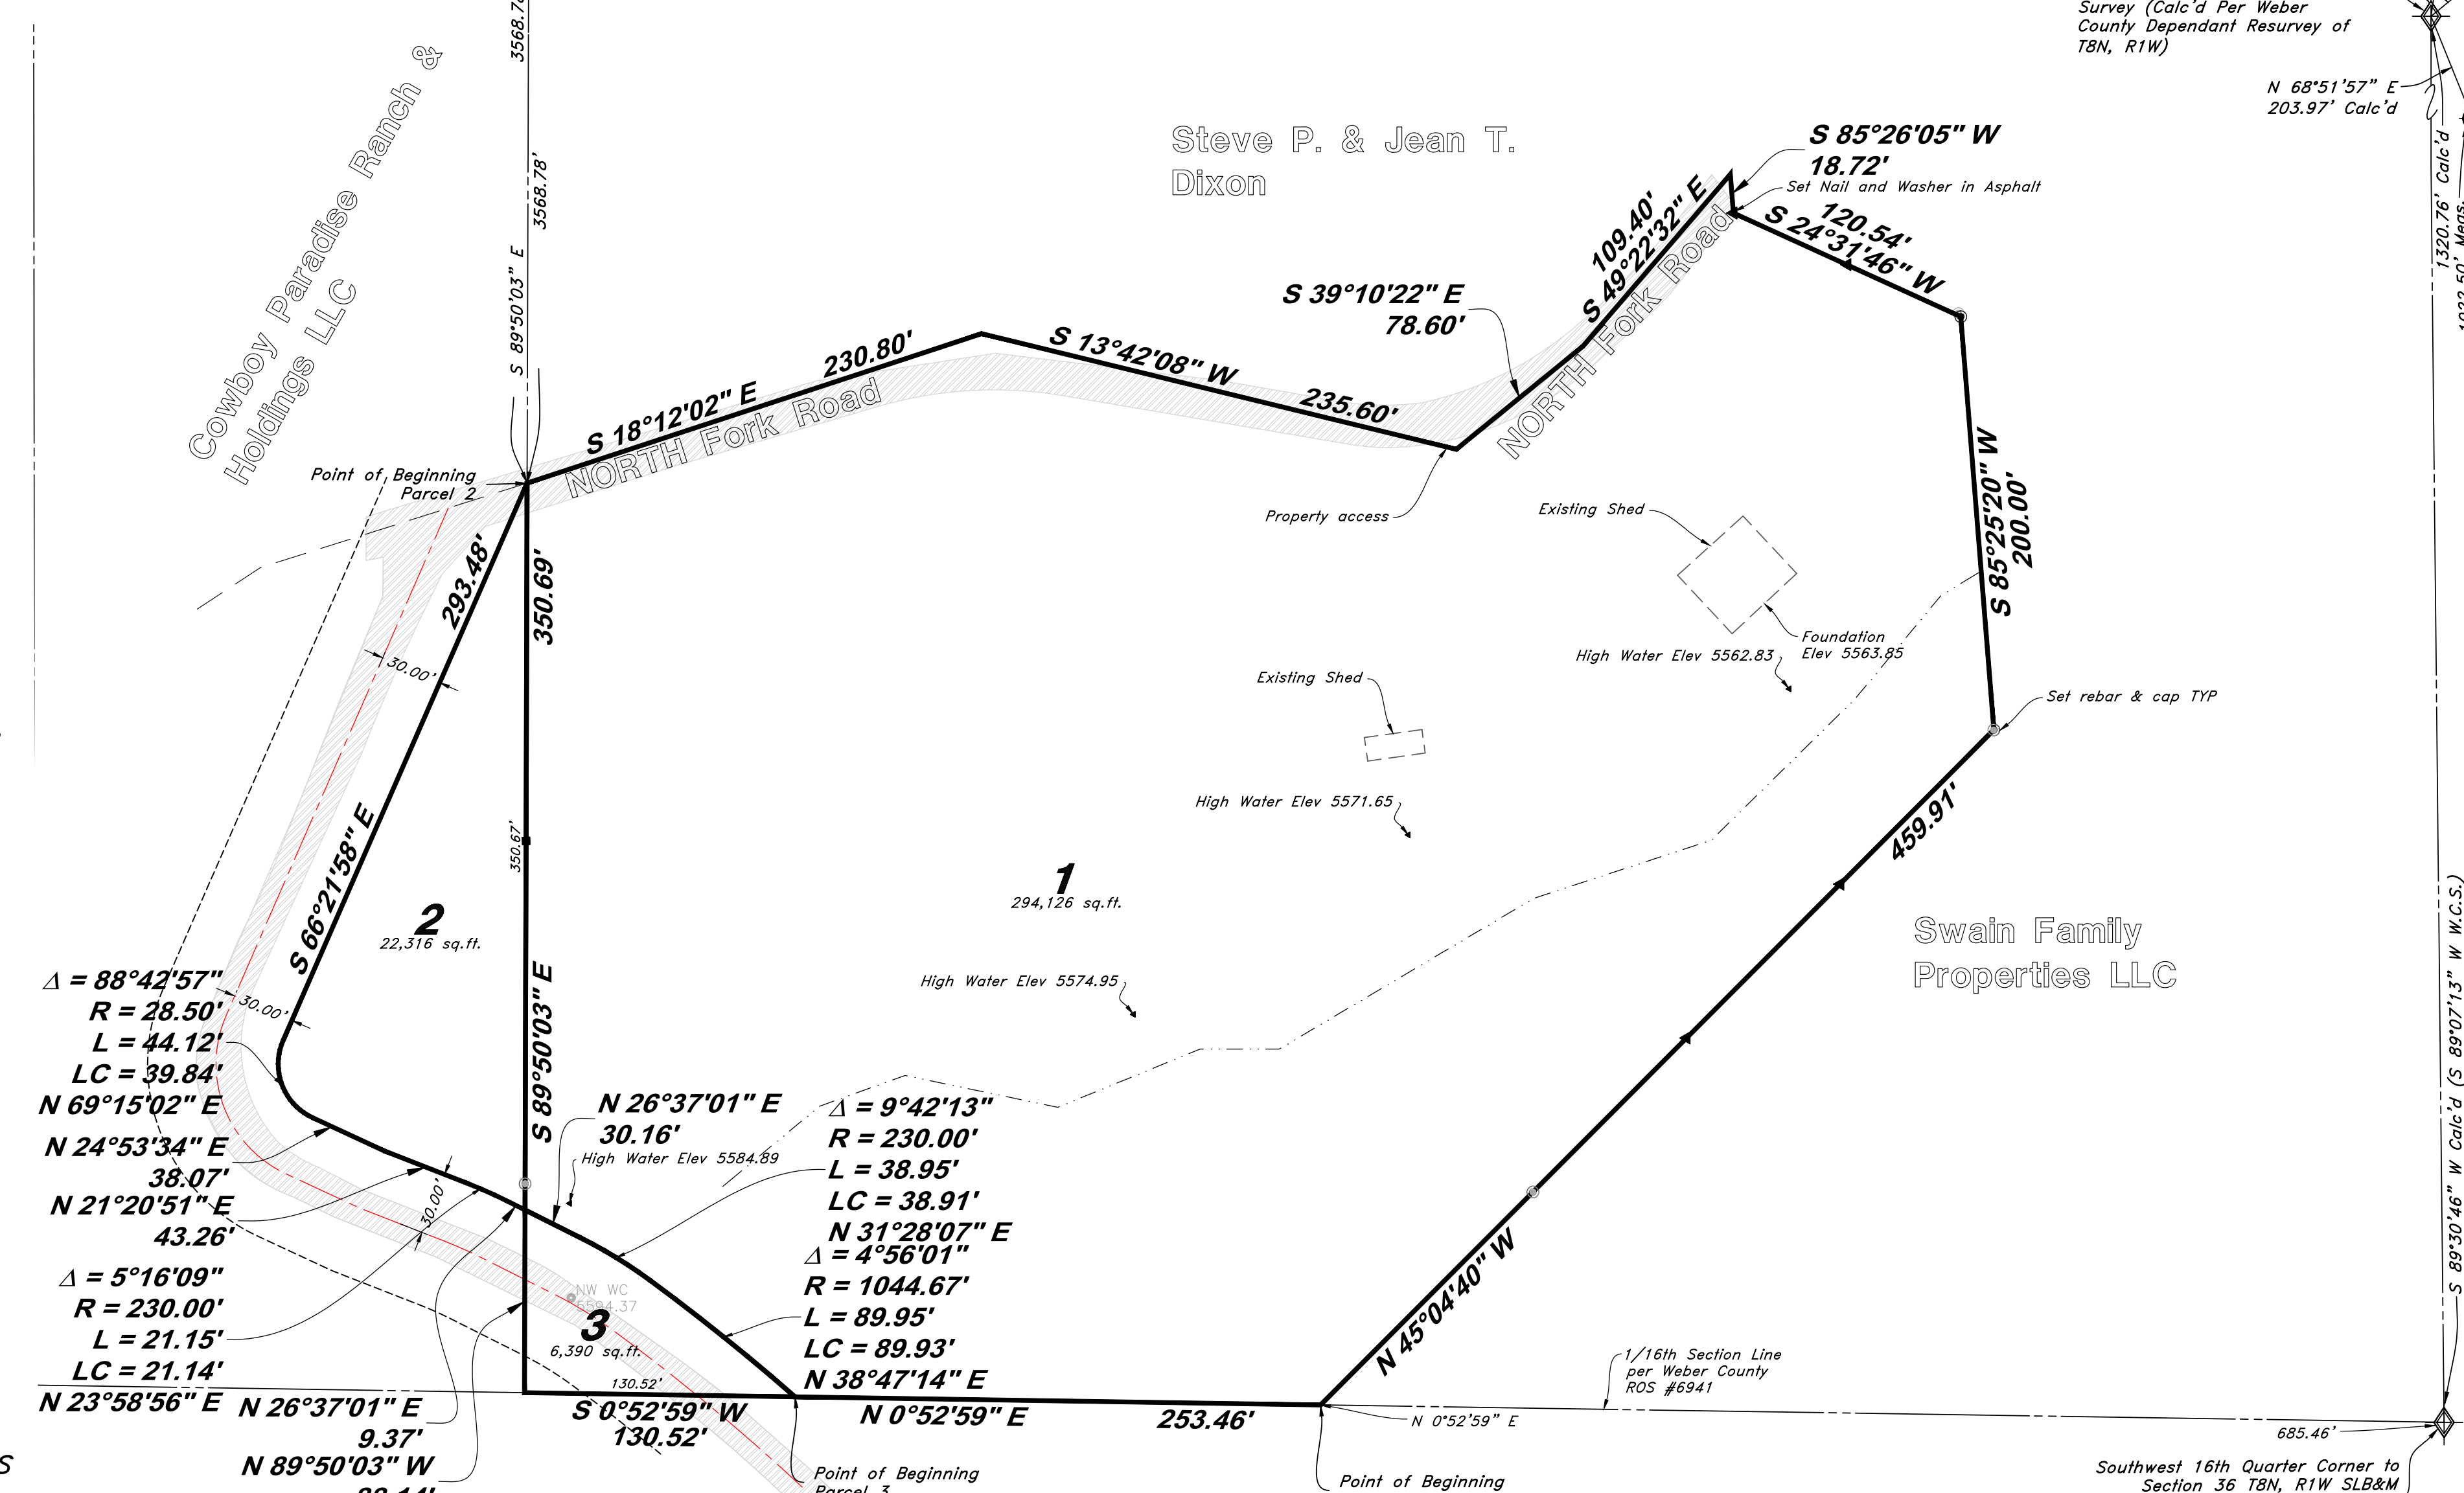 Survey (Calc'd Per Weber
County Dependant Resurvey of
T8N, R1W)
N 68°51'57" E
203.97' Calc'd
1320.76' Calc'd
3568.78'
S 89°50'03" E
Cowboy Paradise Ranch &
Holdings LLC
Steve P. & Jean T.
Dixon
S 85°26'05" W
18.72'
Set Nail and Washer in Asphalt
120.54'
S 24°31'46" W
109.40'
S 49°22'32" E
NORTH Fork Road
S 39°10'22" E
78.60'
S 13°42'08" W
235.60'
230.80'
S 18°12'02" E
NORTH Fork Road
Point of Beginning
Parcel 2
Property access
Existing Shed
S 85°25'20" W
200.00'
Foundation
Elev 5563.85
High Water Elev 5562.83
Existing Shed
Set rebar & cap TYP
293.48'
350.69'
30.00'
S 66°21'58" E
350.67'
High Water Elev 5571.65
459.91'
1
294,126 sq.ft.
2
22,316 sq.ft.
Swain Family
Properties LLC
High Water Elev 5574.95
S 89°50'03" E
30.00'
Δ = 88°42'57"
R = 28.50'
L = 44.12'
LC = 39.84'
N 69°15'02" E
N 24°53'34" E
38.07'
N 21°20'51" E
43.26'
30.00'
N 26°37'01" E
30.16'
High Water Elev 5584.89
Δ = 9°42'13"
R = 230.00'
L = 38.95'
LC = 38.91'
N 31°28'07" E
Δ = 4°56'01"
R = 1044.67'
L = 89.95'
LC = 89.93'
N 38°47'14" E
Δ = 5°16'09"
R = 230.00'
L = 21.15'
LC = 21.14'
N 23°58'56" E
NW WC
5594.37
3
6,390 sq.ft.
130.52'
N 26°37'01" E
9.37'
N 89°50'03" W
S 0°52'59" W
130.52'
N 0°52'59" E
253.46'
N 45°04'40" W
1/16th Section Line
per Weber County
ROS #6941
N 0°52'59" E
685.46'
S 89°30'46" W Calc'd (S 89°07'13" W W.C.S.)
Point of Beginning
Parcel 3
Point of Beginning
Southwest 16th Quarter Corner to
Section 36 T8N, R1W SLB&M